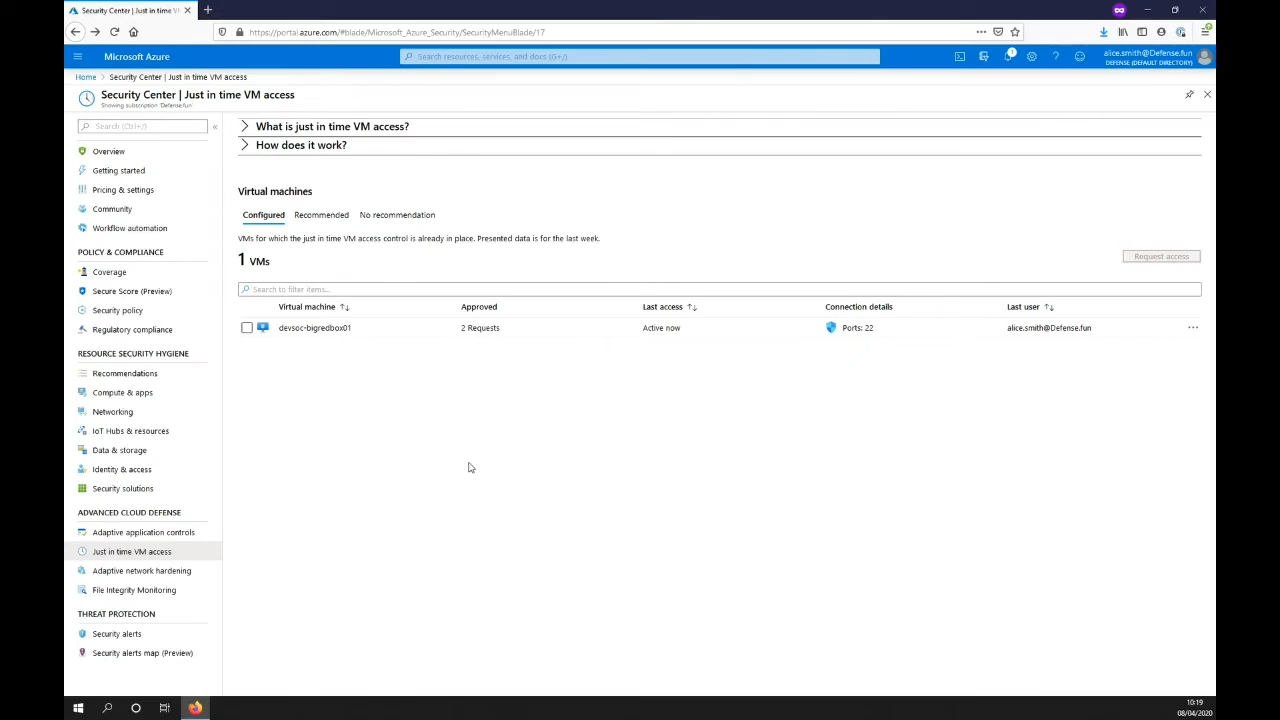 Security Center | Just in time V
https://portal.azure.com/#blade/Microsoft_Azure_Security/SecurityMenuBlade/17
Microsoft Azure
Search resources, services, and docs (G+/)
1
alice.smith@Defense.fun
DEFENSE (DEFAULT DIRECTORY)
Home > Security Center | Just in time VM access
Security Center | Just in time VM access
Showing subscription 'Defense.fun'
Search (Ctrl+/)
«
Overview
Getting started
Pricing & settings
Community
Workflow automation
POLICY & COMPLIANCE
Coverage
Secure Score (Preview)
Security policy
Regulatory compliance
RESOURCE SECURITY HYGIENE
Recommendations
Compute & apps
Networking
IoT Hubs & resources
Data & storage
Identity & access
Security solutions
ADVANCED CLOUD DEFENSE
Adaptive application controls
Just in time VM access
Adaptive network hardening
File Integrity Monitoring
THREAT PROTECTION
Security alerts
Security alerts map (Preview)
What is just in time VM access?
How does it work?
Virtual machines
Configured Recommended No recommendation
VMs for which the just in time VM access control is already in place. Presented data is for the last week.
1 VMs
Request access
Search to filter items...
Virtual machine Approved Last access Connection details Last user
devsoc-bigredbox01 2 Requests Active now Ports: 22 alice.smith@Defense.fun
10:19
08/04/2020